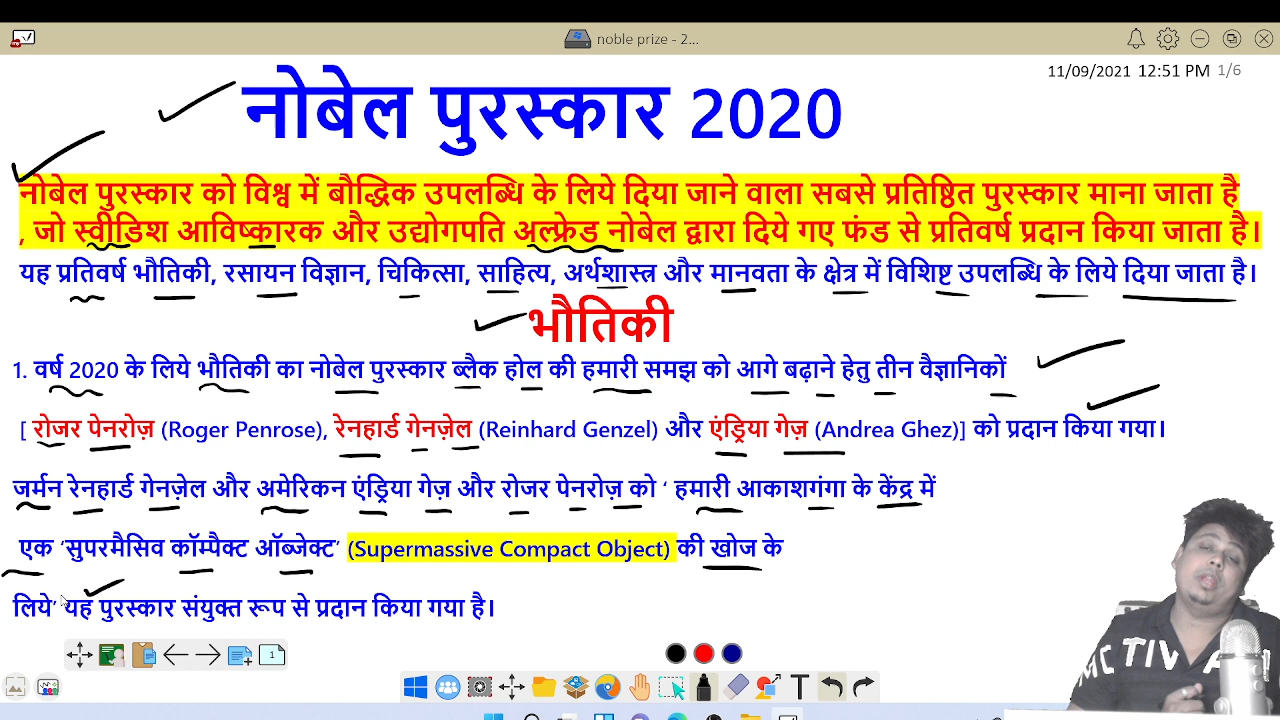 noble prize - 2...
11/09/2021 12:51 PM 1/6
नोबेल पुरस्कार 2020
नोबेल पुरस्कार को विश्व में बौद्धिक उपलब्धि के लिये दिया जाने वाला सबसे प्रतिष्ठित पुरस्कार माना जाता है
, जो स्वीडिश आविष्कारक और उद्योगपति अल्फ्रेड नोबेल द्वारा दिये गए फंड से प्रतिवर्ष प्रदान किया जाता है।
यह प्रतिवर्ष भौतिकी, रसायन विज्ञान, चिकित्सा, साहित्य, अर्थशास्त्र और मानवता के क्षेत्र में विशिष्ट उपलब्धि के लिये दिया जाता है।
भौतिकी
1. वर्ष 2020 के लिये भौतिकी का नोबेल पुरस्कार ब्लैक होल की हमारी समझ को आगे बढ़ाने हेतु तीन वैज्ञानिकों
[ रोजर पेनरोज़ (Roger Penrose), रेनहार्ड गेनज़ेल (Reinhard Genzel) और एंड्रिया गेज़ (Andrea Ghez)] को प्रदान किया गया।
जर्मन रेनहार्ड गेनज़ेल और अमेरिकन एंड्रिया गेज़ और रोजर पेनरोज़ को ‘ हमारी आकाशगंगा के केंद्र में
एक ‘सुपरमैसिव कॉम्पैक्ट ऑब्जेक्ट’ (Supermassive Compact Object) की खोज के
लिये’ यह पुरस्कार संयुक्त रूप से प्रदान किया गया है।
1